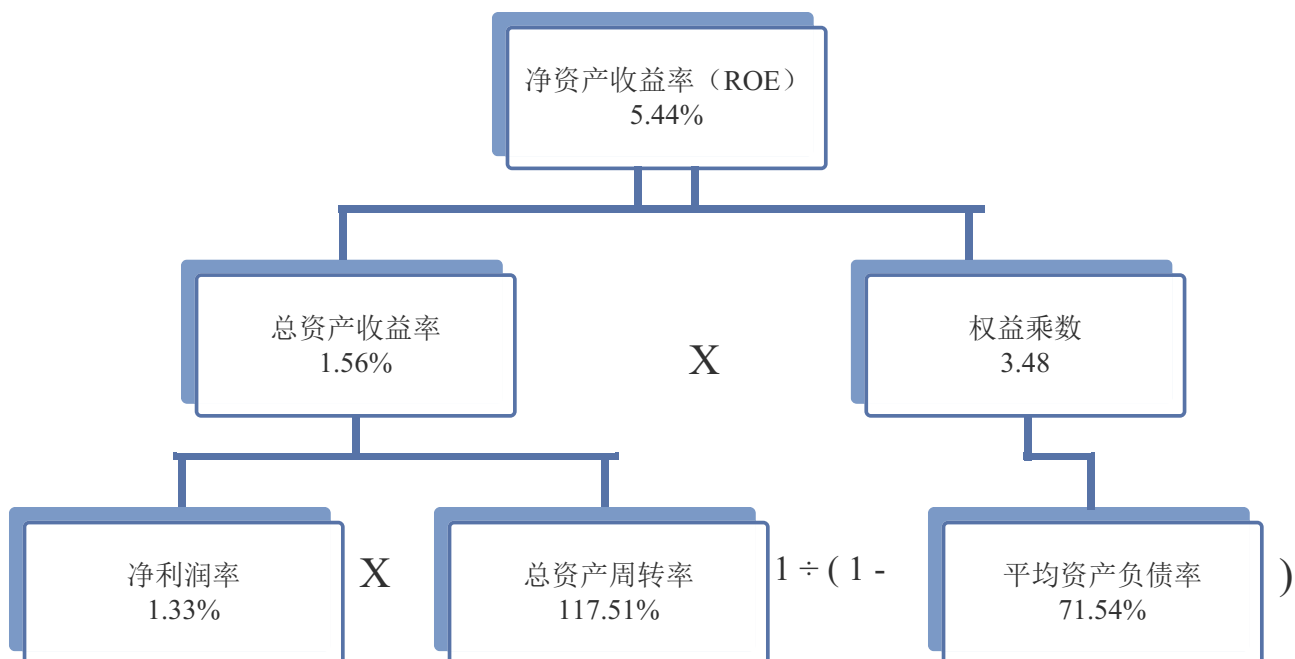 净资产收益率（ROE）
5.44%
总资产收益率
1.56%
X
权益乘数
3.48
净利润率
1.33%
X
总资产周转率
117.51%
1 ÷ ( 1 -
平均资产负债率
71.54%
)